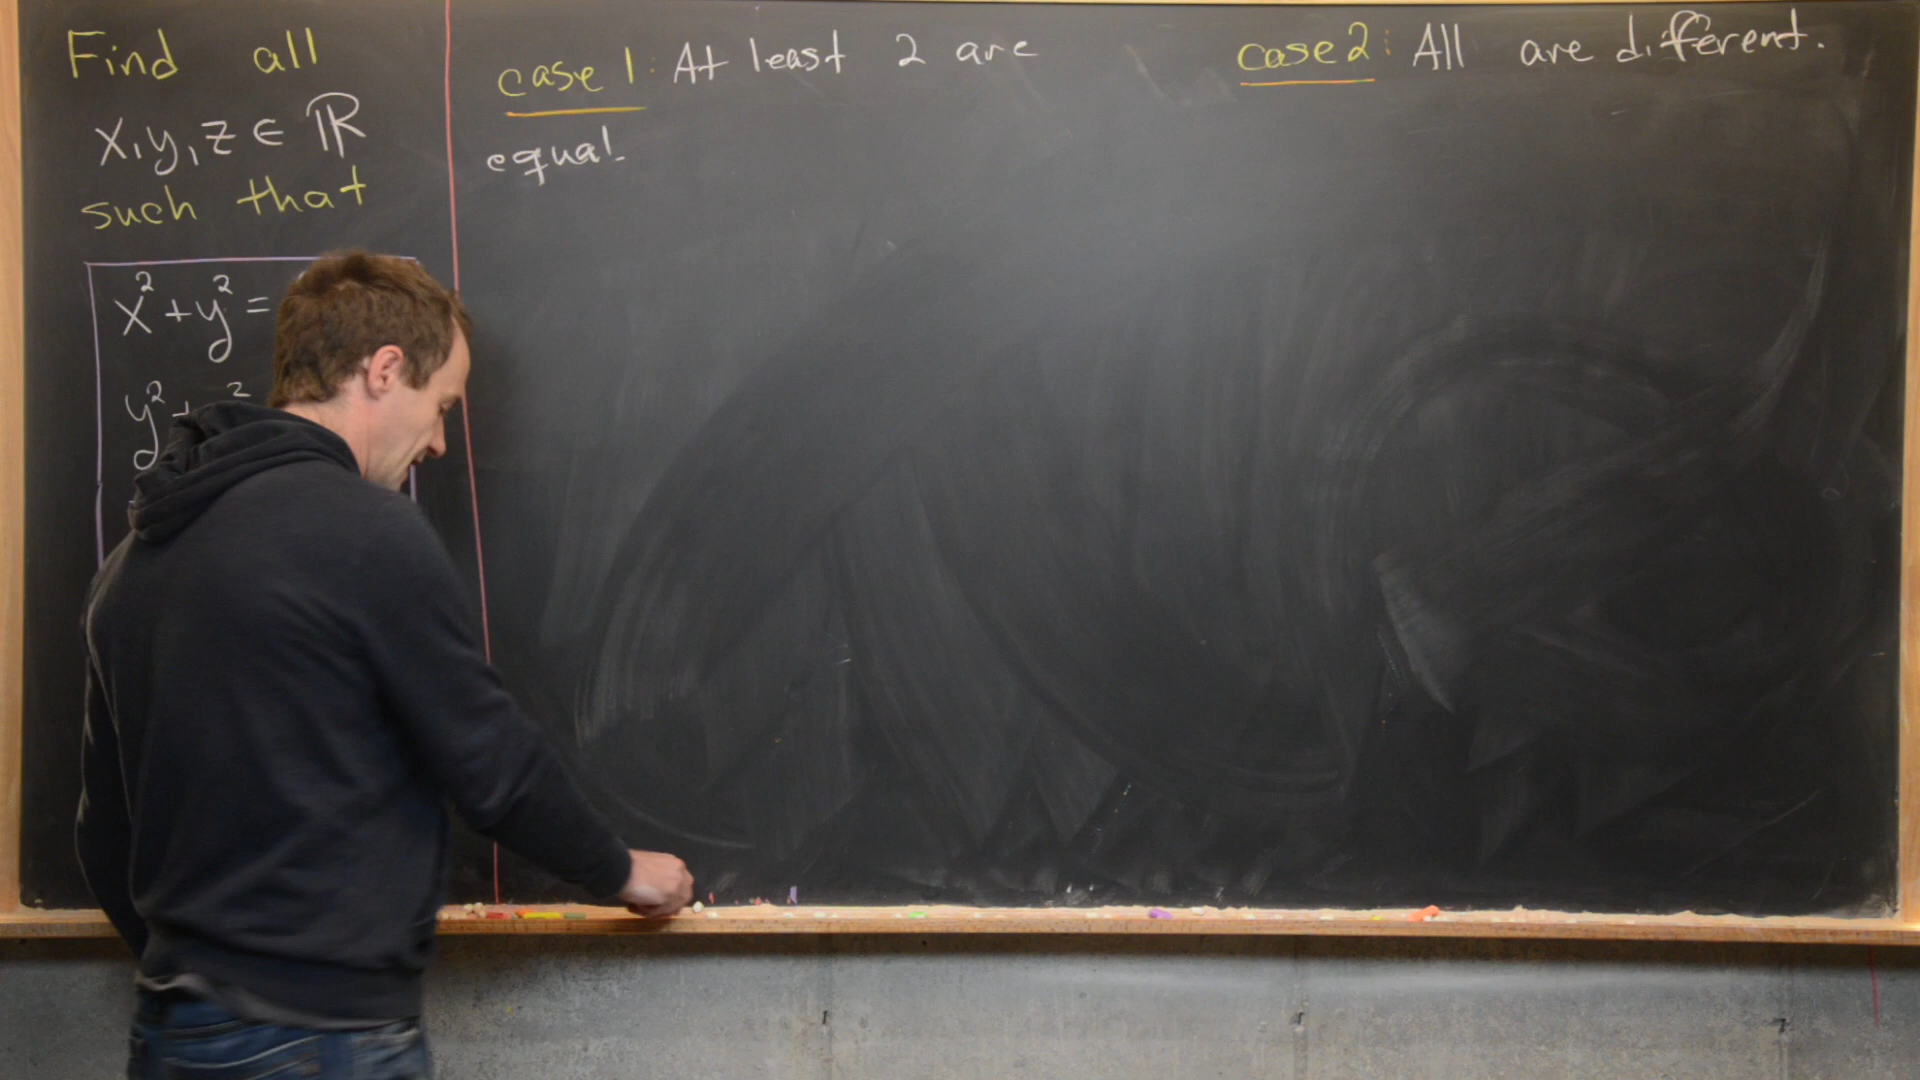 Find all
x, y, z ∈ ℝ
such that
x² + y² =
y² + ²
case 1: At least 2 are
equal.
case 2: All are different.